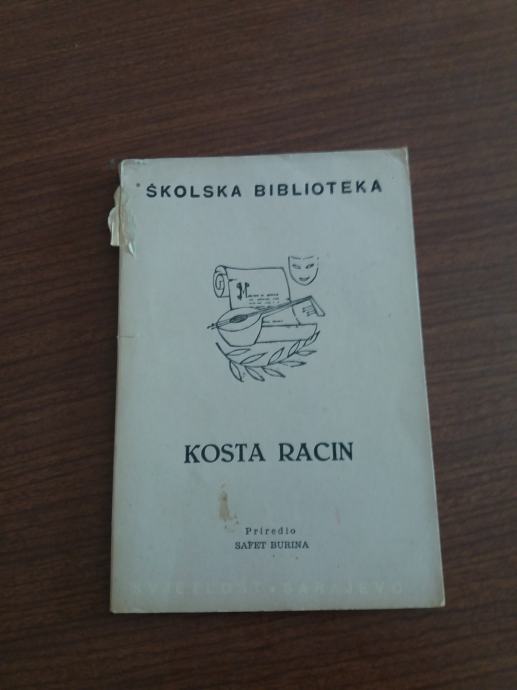 ŠKOLSKA BIBLIOTEKA
KOSTA RACIN
Priredio
SAFET BURINA
SVJETLOST • SARAJEVO